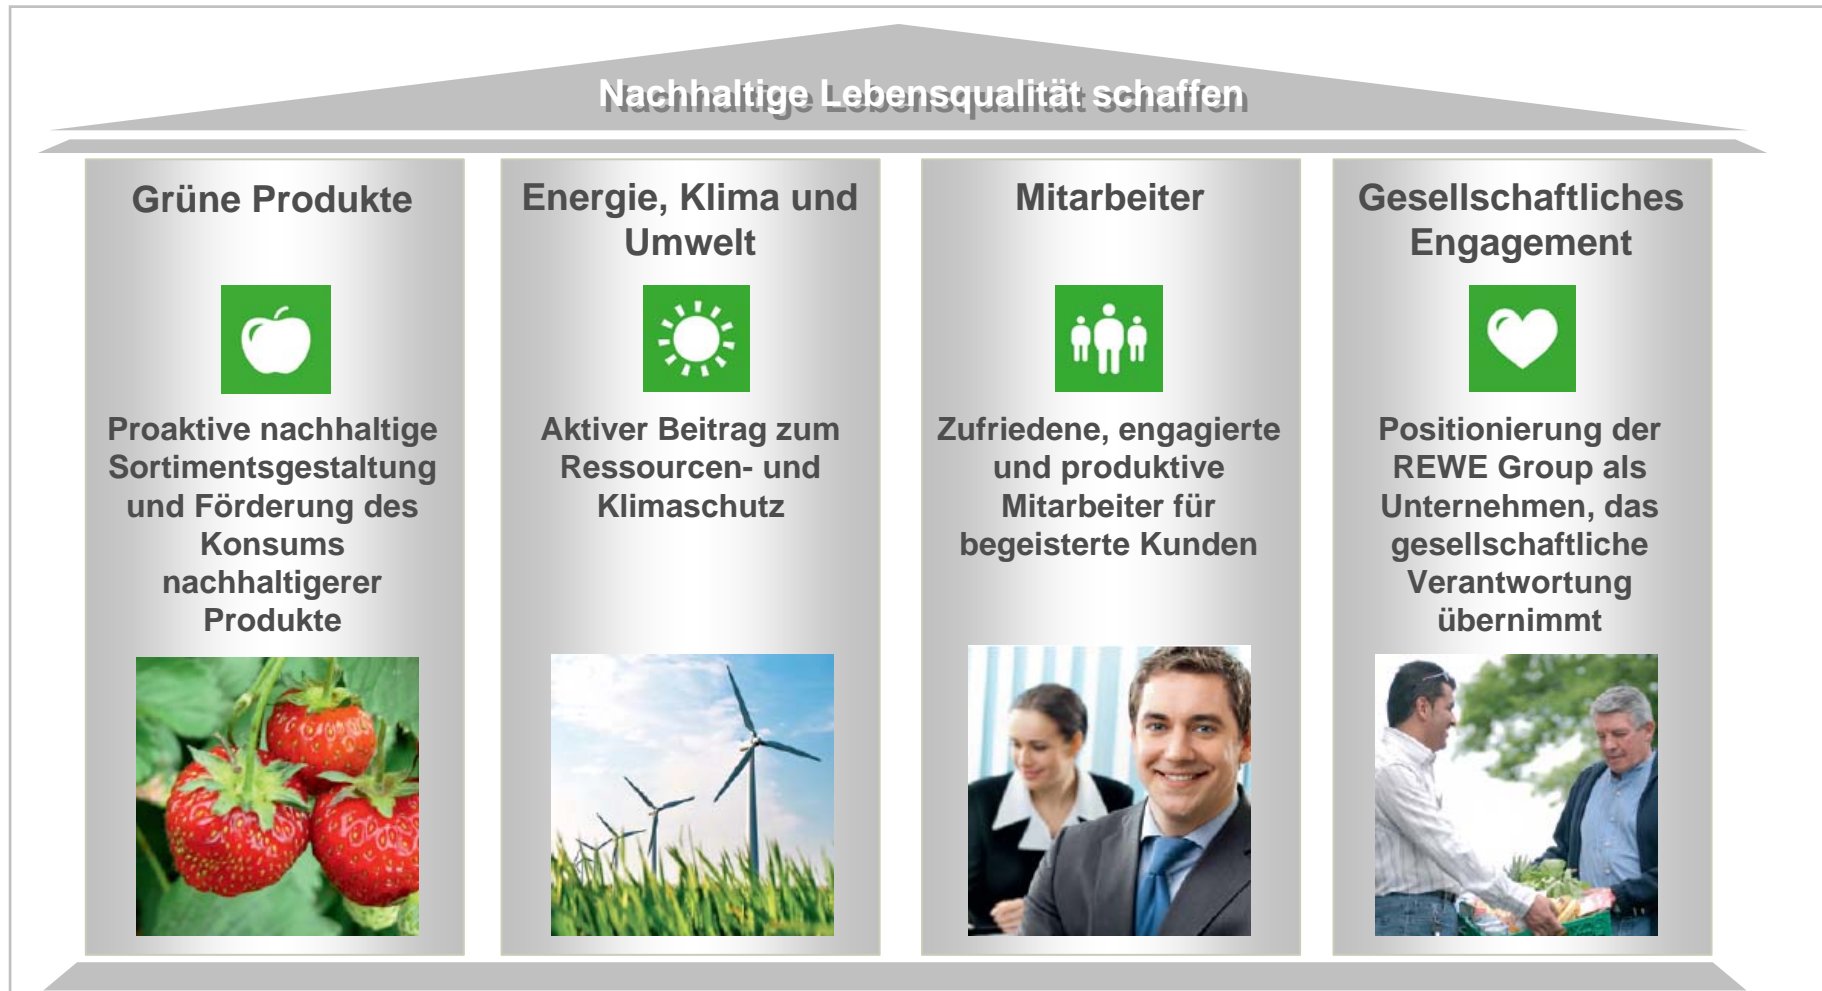 Nachhaltige Lebensqualität schaffen
Grüne Produkte
Proaktive nachhaltige
Sortimentsgestaltung
und Förderung des
Konsums
nachhaltigerer
Produkte
Energie, Klima und
Umwelt
Aktiver Beitrag zum
Ressourcen- und
Klimaschutz
Mitarbeiter
Zufriedene, engagierte
und produktive
Mitarbeiter für
begeisterte Kunden
Gesellschaftliches
Engagement
Positionierung der
REWE Group als
Unternehmen, das
gesellschaftliche
Verantwortung
übernimmt